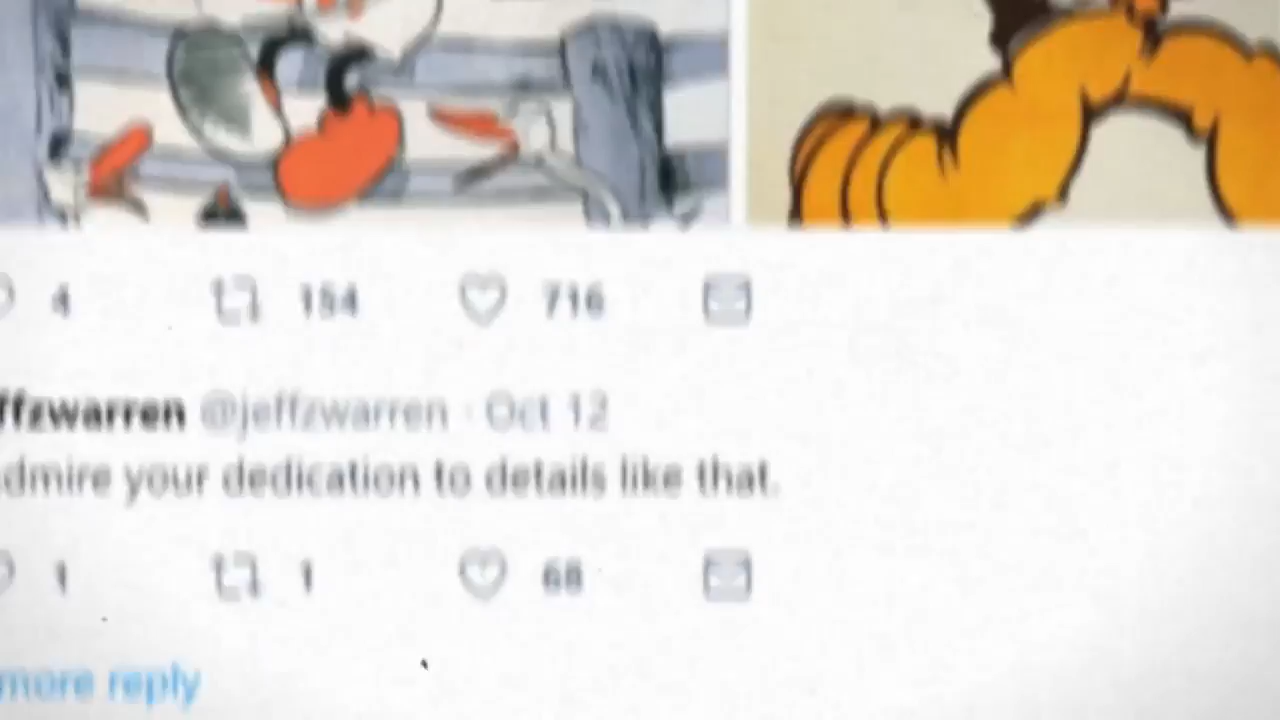 4 154 716
ffzwarren @jeffzwarren · Oct 12
dmire your dedication to details like that.
1 1 68
more reply